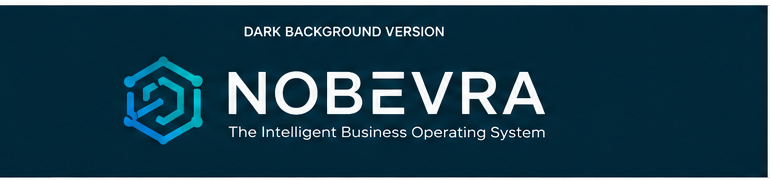 DARK BACKGROUND VERSION
NOBEVRA
The Intelligent Business Operating System